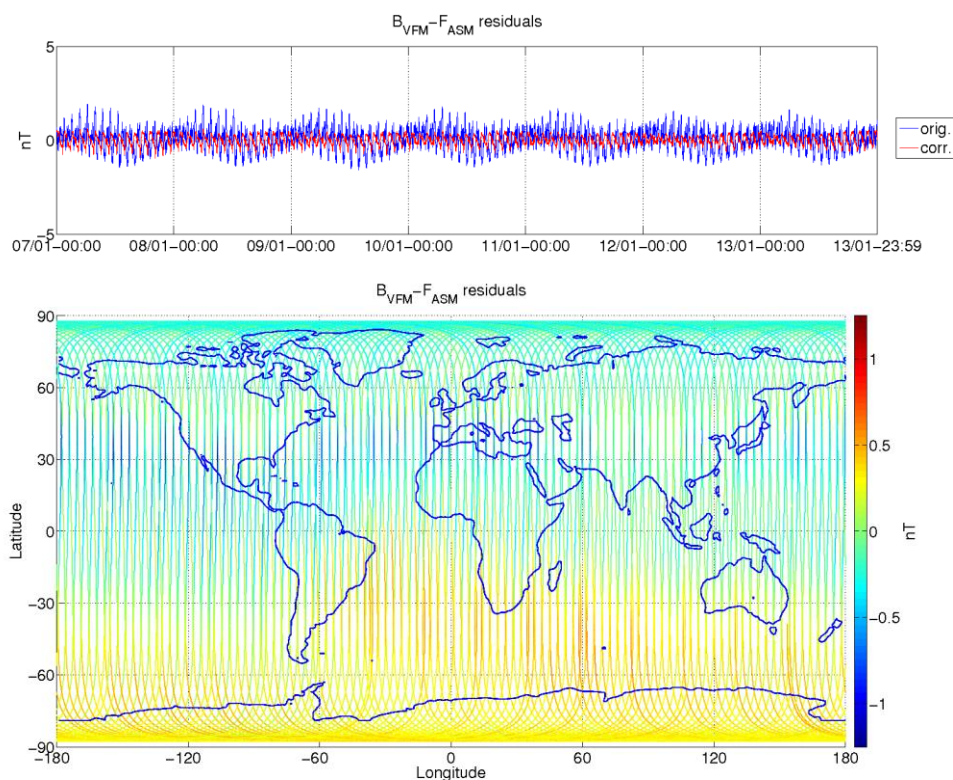 B_VFM−F_ASM residuals
5
0
−5
nT
07/01−00:00 08/01−00:00 09/01−00:00 10/01−00:00 11/01−00:00 12/01−00:00 13/01−00:00 13/01−23:59
orig.
corr.
B_VFM−F_ASM residuals
90
60
30
0
−30
−60
−90
Latitude
−180 −120 −60 0 60 120 180
Longitude
1
0.5
0
−0.5
−1
nT